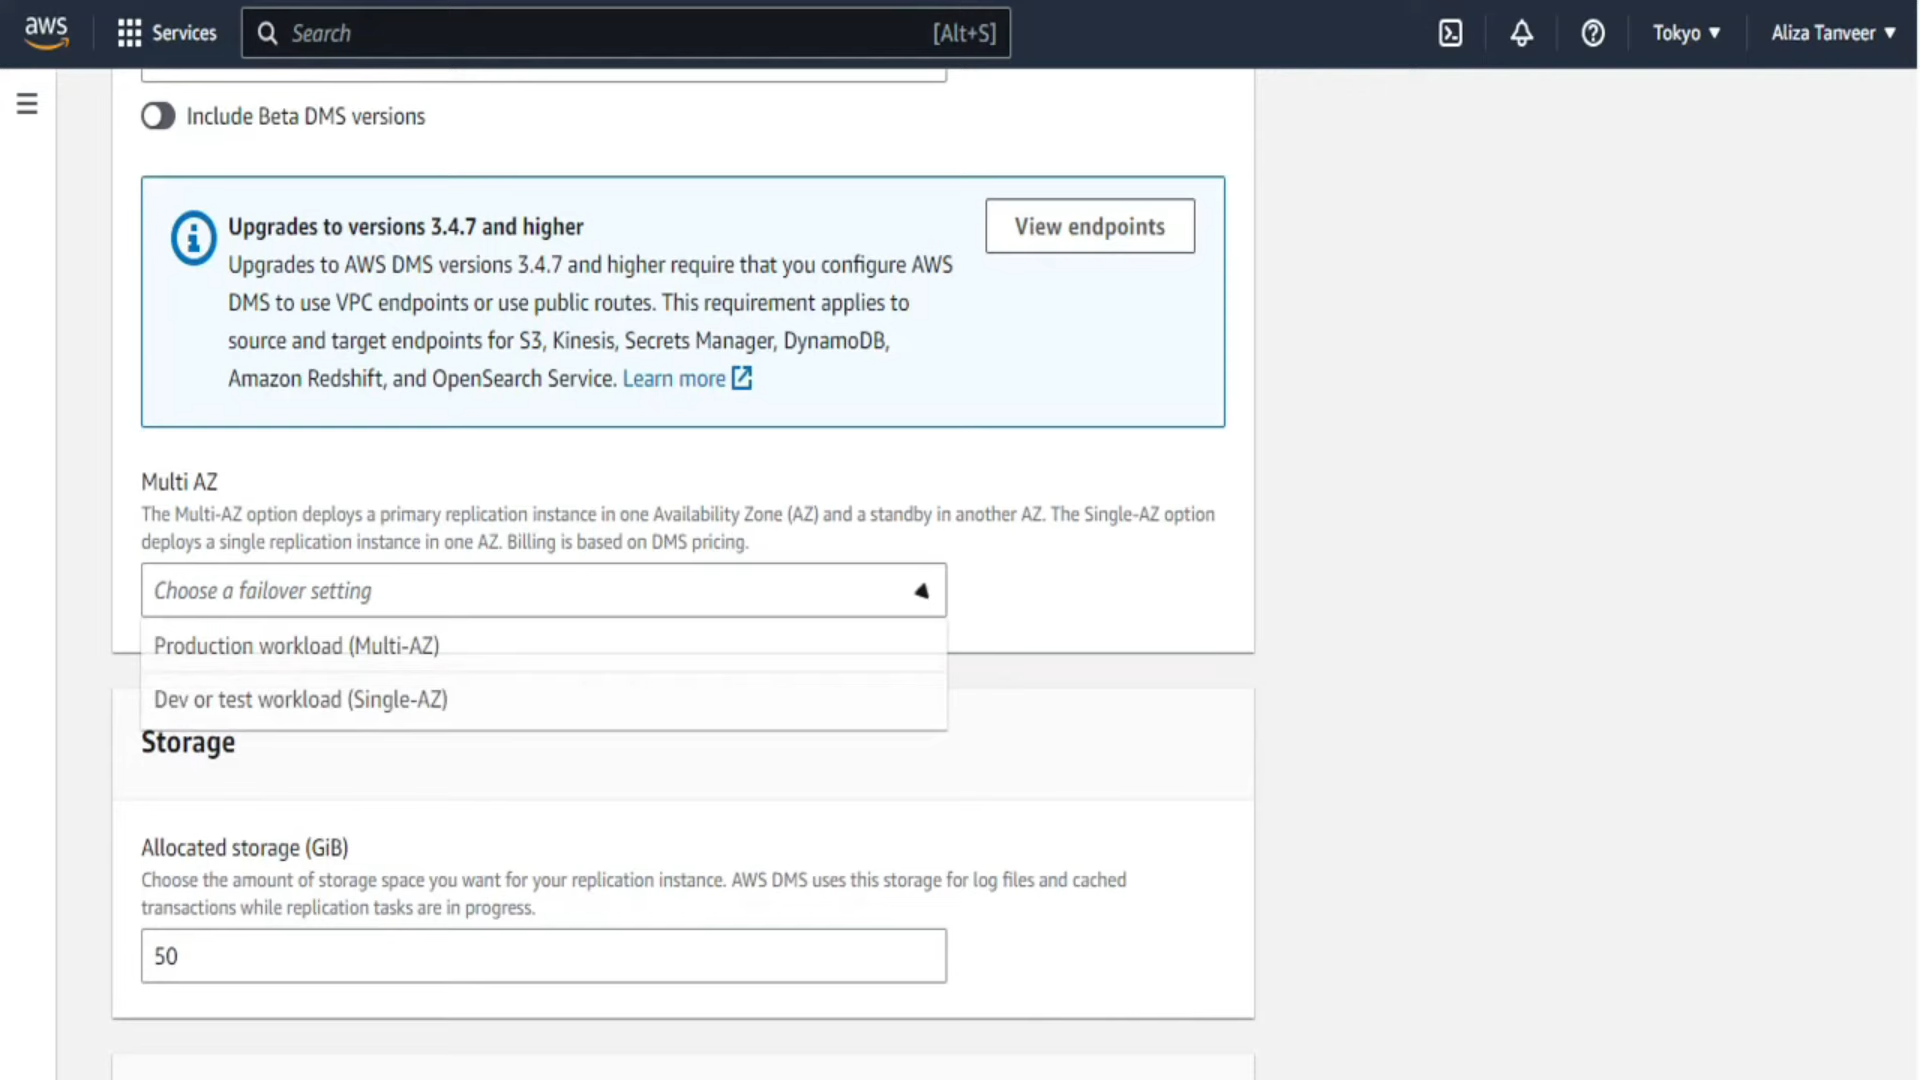 aws
Services
Search
[Alt+S]
Tokyo ▼
Aliza Tanveer ▼
Include Beta DMS versions
Upgrades to versions 3.4.7 and higher
View endpoints
Upgrades to AWS DMS versions 3.4.7 and higher require that you configure AWS
DMS to use VPC endpoints or use public routes. This requirement applies to
source and target endpoints for S3, Kinesis, Secrets Manager, DynamoDB,
Amazon Redshift, and OpenSearch Service. Learn more
Multi AZ
The Multi-AZ option deploys a primary replication instance in one Availability Zone (AZ) and a standby in another AZ. The Single-AZ option
deploys a single replication instance in one AZ. Billing is based on DMS pricing.
Choose a failover setting
Production workload (Multi-AZ)
Dev or test workload (Single-AZ)
Storage
Allocated storage (GiB)
Choose the amount of storage space you want for your replication instance. AWS DMS uses this storage for log files and cached
transactions while replication tasks are in progress.
50